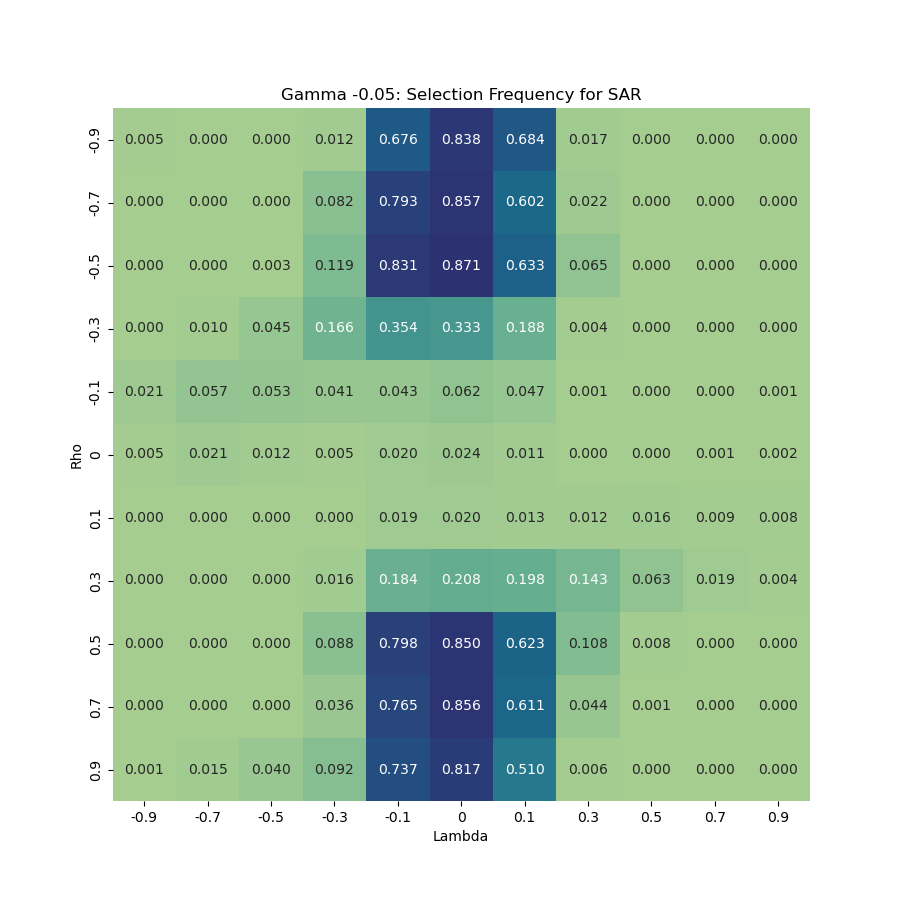 Gamma -0.05: Selection Frequency for SAR
-0.9 0.005 0.000 0.000 0.012 0.676 0.838 0.684 0.017 0.000 0.000 0.000
-0.7 0.000 0.000 0.000 0.082 0.793 0.857 0.602 0.022 0.000 0.000 0.000
-0.5 0.000 0.000 0.003 0.119 0.831 0.871 0.633 0.065 0.000 0.000 0.000
-0.3 0.000 0.010 0.045 0.166 0.354 0.333 0.188 0.004 0.000 0.000 0.000
-0.1 0.021 0.057 0.053 0.041 0.043 0.062 0.047 0.001 0.000 0.000 0.001
Rho
0 0.005 0.021 0.012 0.005 0.020 0.024 0.011 0.000 0.000 0.001 0.002
0.1 0.000 0.000 0.000 0.000 0.019 0.020 0.013 0.012 0.016 0.009 0.008
0.3 0.000 0.000 0.000 0.016 0.184 0.208 0.198 0.143 0.063 0.019 0.004
0.5 0.000 0.000 0.000 0.088 0.798 0.850 0.623 0.108 0.008 0.000 0.000
0.7 0.000 0.000 0.000 0.036 0.765 0.856 0.611 0.044 0.001 0.000 0.000
0.9 0.001 0.015 0.040 0.092 0.737 0.817 0.510 0.006 0.000 0.000 0.000
-0.9 -0.7 -0.5 -0.3 -0.1 0 0.1 0.3 0.5 0.7 0.9
Lambda